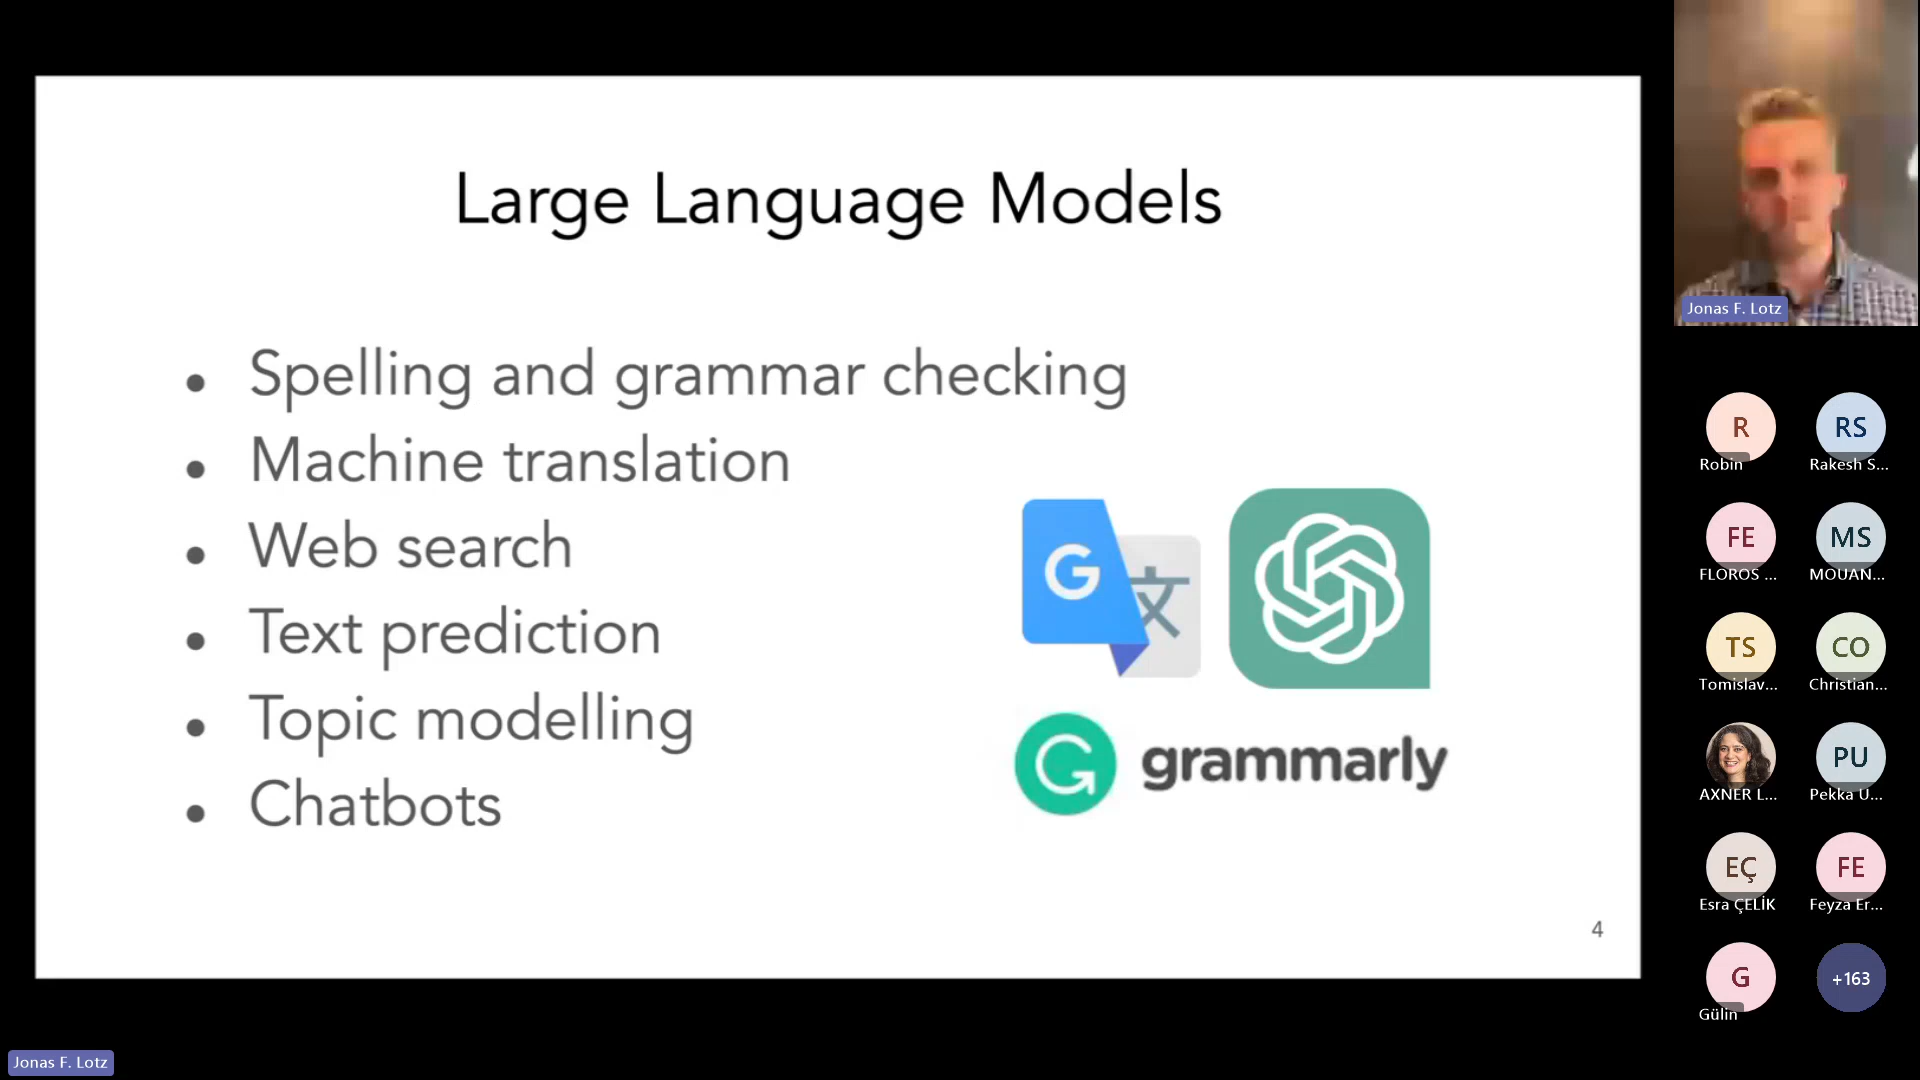 Large Language Models
• Spelling and grammar checking
• Machine translation
• Web search
• Text prediction
• Topic modelling
• Chatbots
G 文
grammarly
4
Jonas F. Lotz
R
Robin
RS
Rakesh S...
FE
FLOROS ...
MS
MOUAN...
TS
Tomislav...
CO
Christian...
AXNER L...
PU
Pekka U...
EÇ
Esra ÇELİK
FE
Feyza Er...
G
Gülin
+163
Jonas F. Lotz